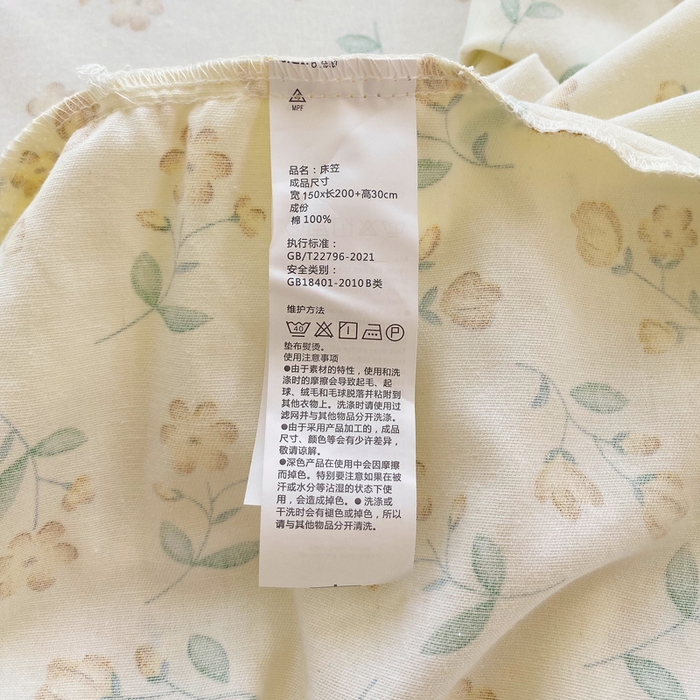 MPF
品名：床笠
成品尺寸
宽150x长200+高30cm
成份
棉100%
执行标准：
GB/T22796-2021
安全类别：
GB18401-2010B类
维护方法
40
P
垫布熨烫。
使用注意事项
●由于素材的特性，使用和洗
涤时的摩擦会导致起毛、起
球、绒毛和毛球脱落并粘附到
其他衣物上。洗涤时请使用过
滤网并与其他物品分开洗涤。
●由于采用产品加工的，成品
尺寸、颜色等会有少许差异，
敬请谅解。
●深色产品在使用中会因摩擦
而掉色。特别要注意如果在被
汗或水分等沾湿的状态下使
用，会造成掉色。●洗涤或
干洗时会有褪色或掉色，所以
请与其他物品分开清洗。